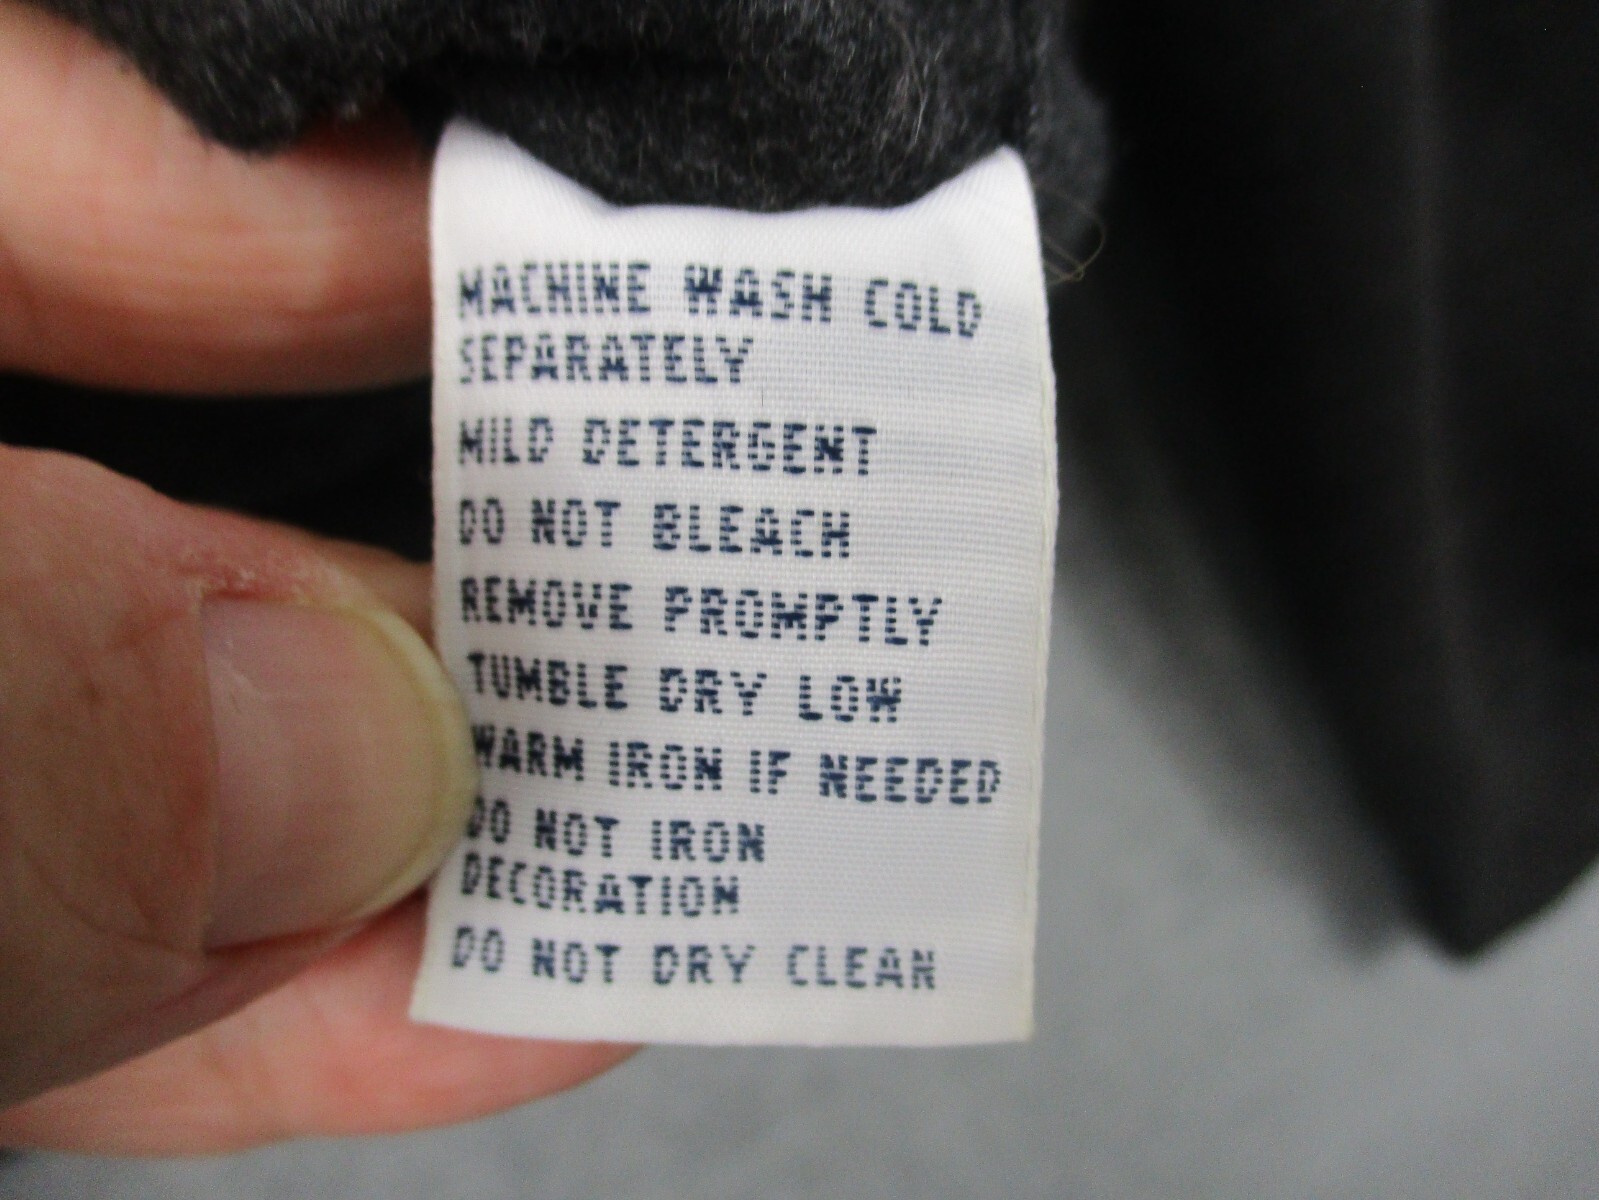 MACHINE WASH COLD
SEPARATELY
MILD DETERGENT
DO NOT BLEACH
REMOVE PROMPTLY
TUMBLE DRY LOW
WARM IRON IF NEEDED
DO NOT IRON
DECORATION
DO NOT DRY CLEAN